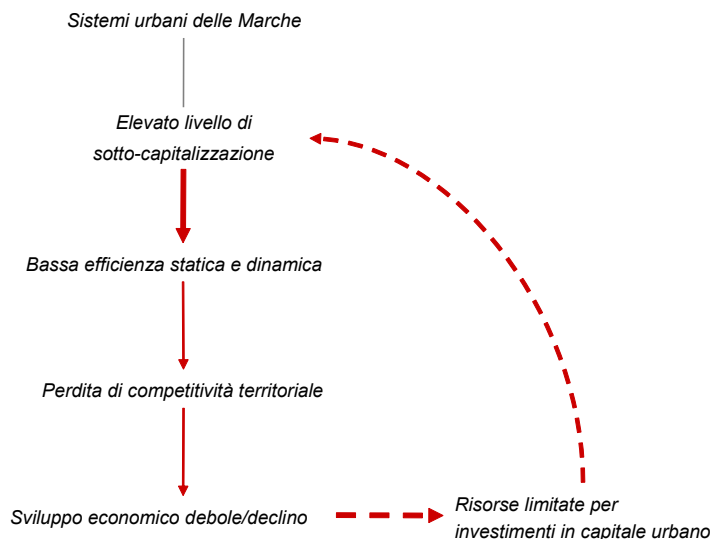 Sistemi urbani delle Marche
Elevato livello di
sotto-capitalizzazione
Bassa efficienza statica e dinamica
Perdita di competitività territoriale
Sviluppo economico debole/declino
Risorse limitate per
investimenti in capitale urbano